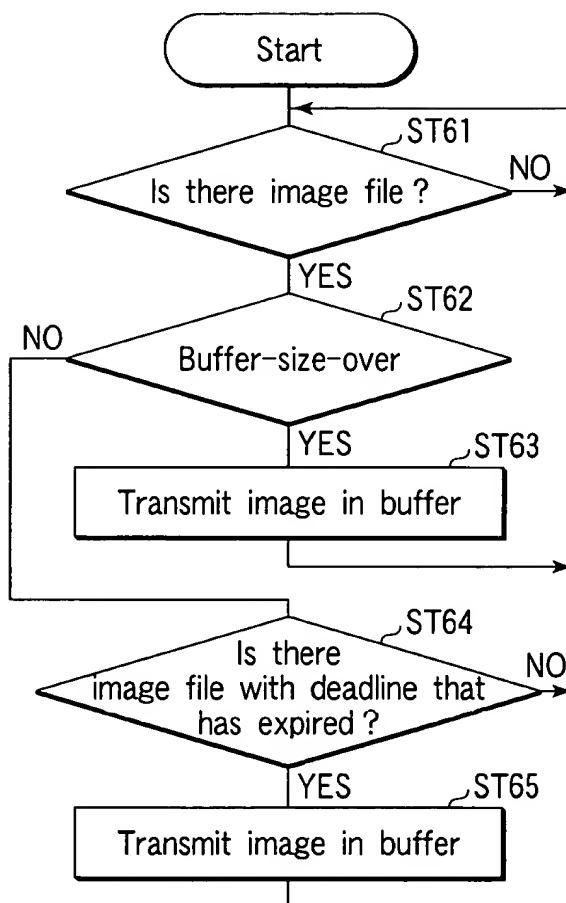 Start
ST61
Is there image file ?
NO
YES
ST62
NO
Buffer-size-over
YES
ST63
Transmit image in buffer
ST64
Is there
image file with deadline that
has expired ?
NO
YES
ST65
Transmit image in buffer